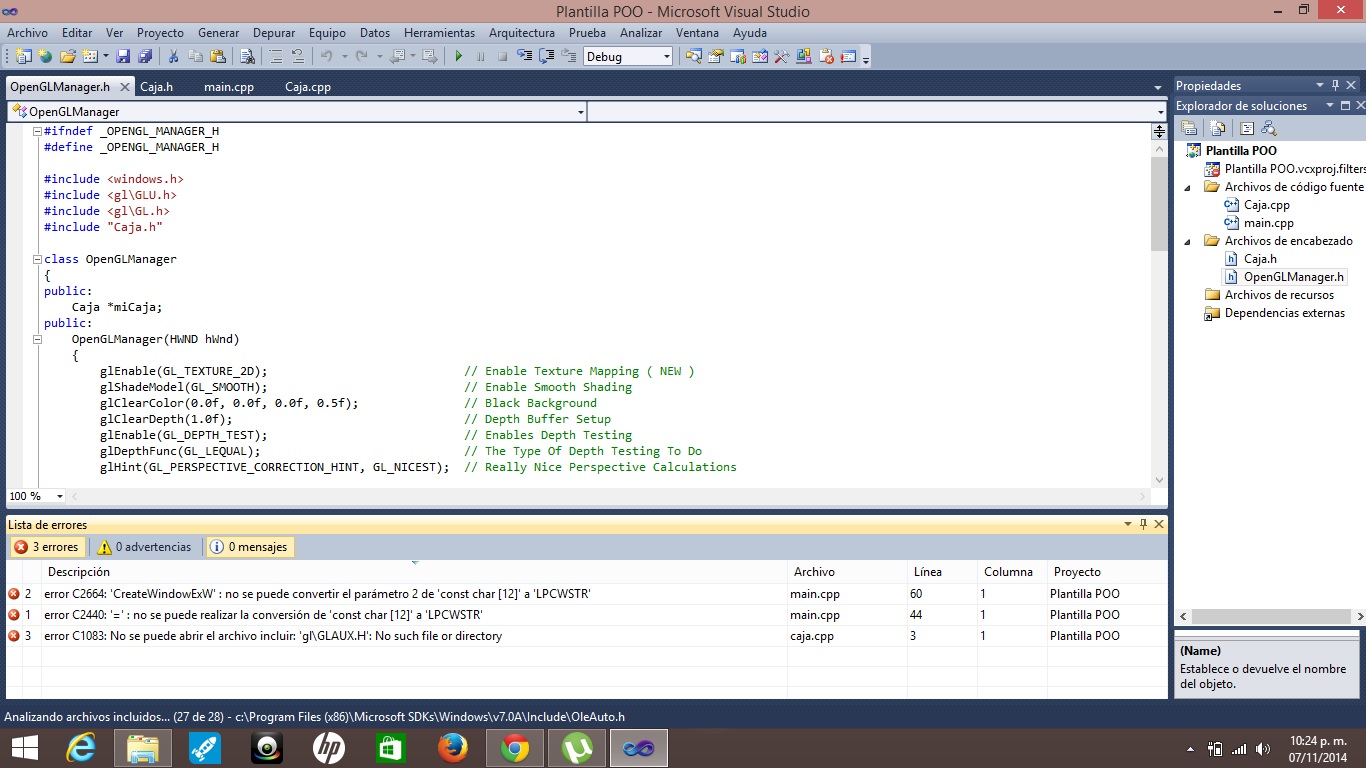 Plantilla POO - Microsoft Visual Studio
Archivo Editar Ver Proyecto Generar Depurar Equipo Datos Herramientas Arquitectura Prueba Analizar Ventana Ayuda
Debug
OpenGLManager.h Caja.h main.cpp Caja.cpp
OpenGLManager
#ifndef _OPENGL_MANAGER_H
#define _OPENGL_MANAGER_H
#include <windows.h>
#include <gl\GLU.h>
#include <gl\GL.h>
#include "Caja.h"
class OpenGLManager
{
public:
Caja *miCaja;
public:
OpenGLManager(HWND hWnd)
{
glEnable(GL_TEXTURE_2D); // Enable Texture Mapping ( NEW )
glShadeModel(GL_SMOOTH); // Enable Smooth Shading
glClearColor(0.0f, 0.0f, 0.0f, 0.5f); // Black Background
glClearDepth(1.0f); // Depth Buffer Setup
glEnable(GL_DEPTH_TEST); // Enables Depth Testing
glDepthFunc(GL_LEQUAL); // The Type Of Depth Testing To Do
glHint(GL_PERSPECTIVE_CORRECTION_HINT, GL_NICEST); // Really Nice Perspective Calculations
100 %
Propiedades
Explorador de soluciones
Plantilla POO
Plantilla POO.vcxproj.filters
Archivos de código fuente
Caja.cpp
main.cpp
Archivos de encabezado
Caja.h
OpenGLManager.h
Archivos de recursos
Dependencias externas
Lista de errores
3 errores 0 advertencias 0 mensajes
Descripción Archivo Línea Columna Proyecto
2 error C2664: 'CreateWindowExW' : no se puede convertir el parámetro 2 de 'const char [12]' a 'LPCWSTR' main.cpp 60 1 Plantilla POO
1 error C2440: '=' : no se puede realizar la conversión de 'const char [12]' a 'LPCWSTR' main.cpp 44 1 Plantilla POO
3 error C1083: No se puede abrir el archivo incluir: 'gl\GLAUX.H': No such file or directory caja.cpp 3 1 Plantilla POO
(Name)
Establece o devuelve el nombre
del objeto.
Analizando archivos incluidos... (27 de 28) - c:\Program Files (x86)\Microsoft SDKs\Windows\v7.0A\Include\OleAuto.h
hp
10:24 p. m.
07/11/2014